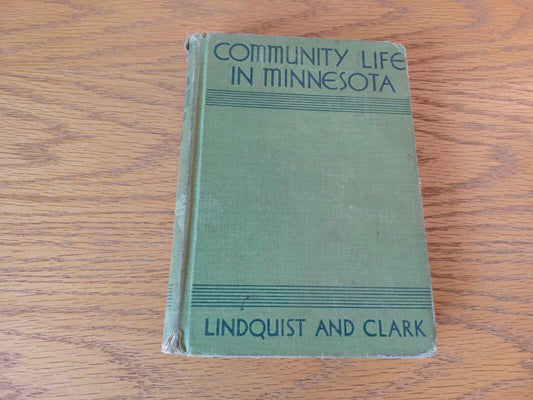 COMMUNITY LIFE
IN MINNESOTA
LINDQUIST AND CLARK